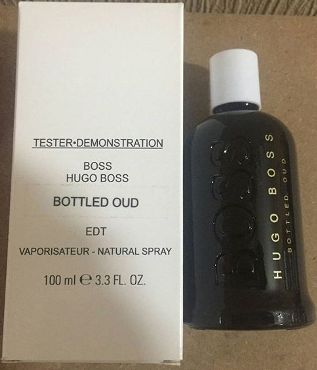 TESTER•DEMONSTRATION
BOSS
HUGO BOSS
BOTTLED OUD
EDT
VAPORISATEUR - NATURAL SPRAY
100 ml ℮ 3.3 FL. OZ.
BOSS
HUGO BOSS
BOTTLED OUD